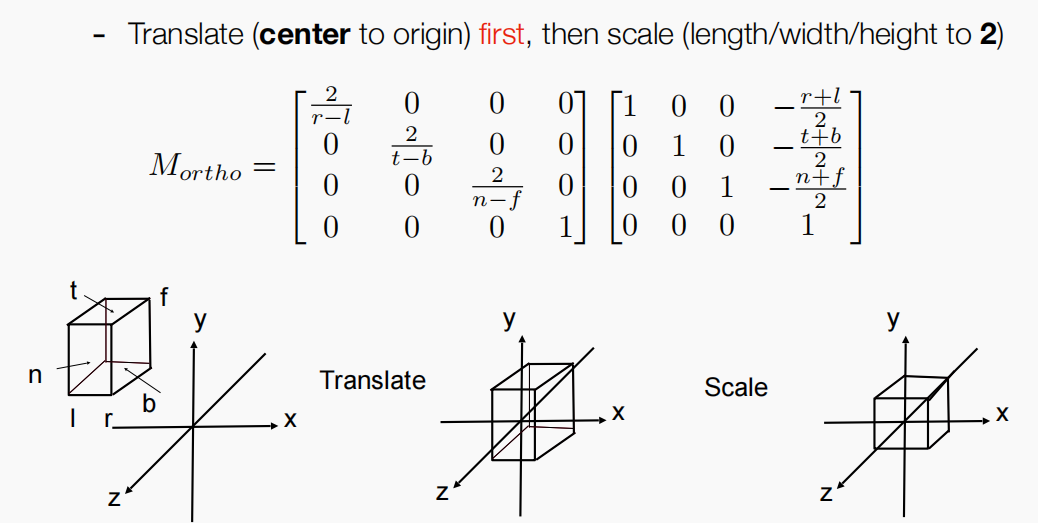 - Translate (center to origin) first, then scale (length/width/height to 2)
M_{ortho} = \begin{bmatrix} \frac{2}{r-l} & 0 & 0 & 0 \\ 0 & \frac{2}{t-b} & 0 & 0 \\ 0 & 0 & \frac{2}{n-f} & 0 \\ 0 & 0 & 0 & 1 \end{bmatrix} \begin{bmatrix} 1 & 0 & 0 & -\frac{r+l}{2} \\ 0 & 1 & 0 & -\frac{t+b}{2} \\ 0 & 0 & 1 & -\frac{n+f}{2} \\ 0 & 0 & 0 & 1 \end{bmatrix}
t
f
n
l
r
b
y
x
z
Translate
y
x
z
Scale
y
x
z